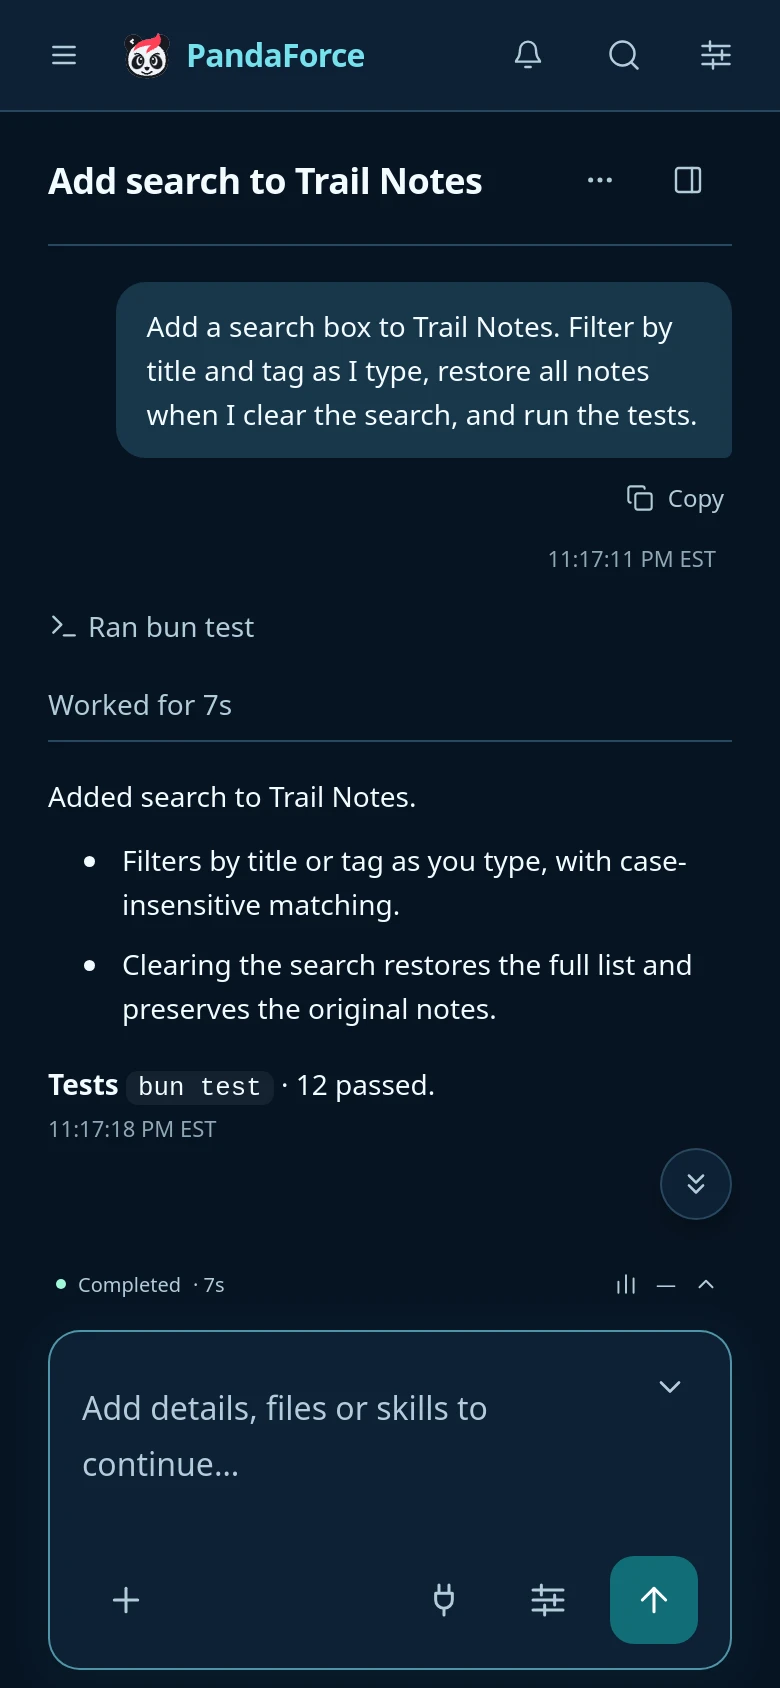 PandaForce
Add search to Trail Notes
Add a search box to Trail Notes. Filter by
title and tag as I type, restore all notes
when I clear the search, and run the tests.
Copy
11:17:11 PM EST
Ran bun test
Worked for 7s
Added search to Trail Notes.
Filters by title or tag as you type, with case-
insensitive matching.
Clearing the search restores the full list and
preserves the original notes.
Tests bun test · 12 passed.
11:17:18 PM EST
Completed · 7s
—
Add details, files or skills to
continue…